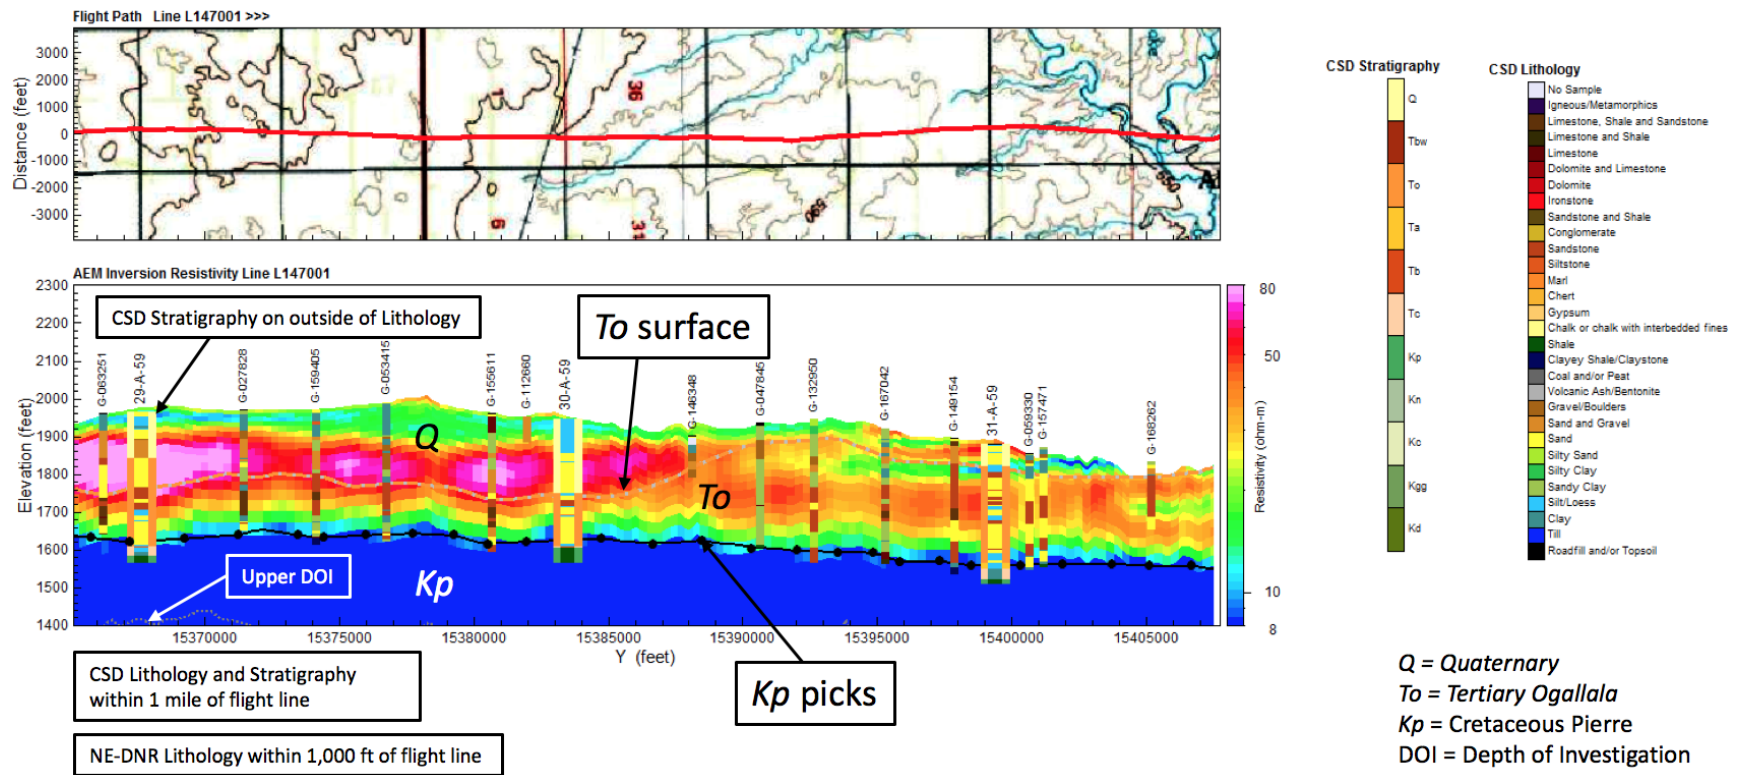 Flight Path Line L147001 >>>
Distance (feet)
3000
2000
1000
0
-1000
-2000
-3000
1
36
6
31
590
550
AEM Inversion Resistivity Line L147001
Elevation (feet)
2300
2200
2100
2000
1900
1800
1700
1600
1500
1400
CSD Stratigraphy on outside of Lithology
To surface
G-063251
29-A-59
G-027828
G-159405
G-053415
G-155611
G-112660
30-A-59
G-146348
G-047845
G-132950
G-167042
G-149154
31-A-59
G-059330
G-157471
G-168262
Q
To
Kp
Upper DOI
15370000
15375000
15380000
15385000
15390000
15395000
15400000
15405000
Y (feet)
80
50
10
8
Resistivity (ohm-m)
Kp picks
CSD Lithology and Stratigraphy
within 1 mile of flight line
NE-DNR Lithology within 1,000 ft of flight line
CSD Stratigraphy
Q
Tbw
To
Ta
Tb
Tc
Kp
Kn
Kc
Kgg
Kd
CSD Lithology
No Sample
Igneous/Metamorphics
Limestone, Shale and Sandstone
Limestone and Shale
Limestone
Dolomite and Limestone
Dolomite
Ironstone
Sandstone and Shale
Conglomerate
Sandstone
Siltstone
Marl
Chert
Gypsum
Chalk or chalk with interbedded fines
Shale
Clayey Shale/Claystone
Coal and/or Peat
Volcanic Ash/Bentonite
Gravel/Boulders
Sand and Gravel
Sand
Silty Sand
Silty Clay
Sandy Clay
Silt/Loess
Clay
Till
Roadfill and/or Topsoil
Q = Quaternary
To = Tertiary Ogallala
Kp = Cretaceous Pierre
DOI = Depth of Investigation